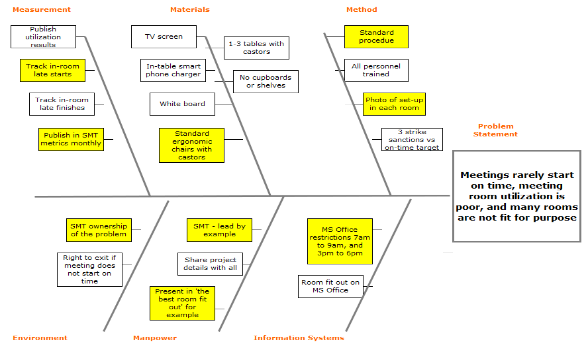 Measurement
Materials
Method
Publish
utilization
results
Track in-room
late starts
Track in-room
late finishes
Publish in SMT
metrics monthly
TV screen
1-3 tables with
castors
In-table smart
phone charger
No cupboards
or shelves
White board
Standard
ergonomic
chairs with
castors
Standard
procedue
All personnel
trained
Photo of set-up
in each room
3 strike
sanctions vs
on-time target
Problem
Statement
Meetings rarely start
on time, meeting
room utilization is
poor, and many rooms
are not fit for purpose
SMT ownership
of the problem
Right to exit if
meeting does
not start on
time
SMT - lead by
example
Share project
details with all
Present in 'the
best room fit
out' for
example
MS Office
restrictions 7am
to 9am, and
3pm to 6pm
Room fit out on
MS Office
Environment
Manpower
Information Systems